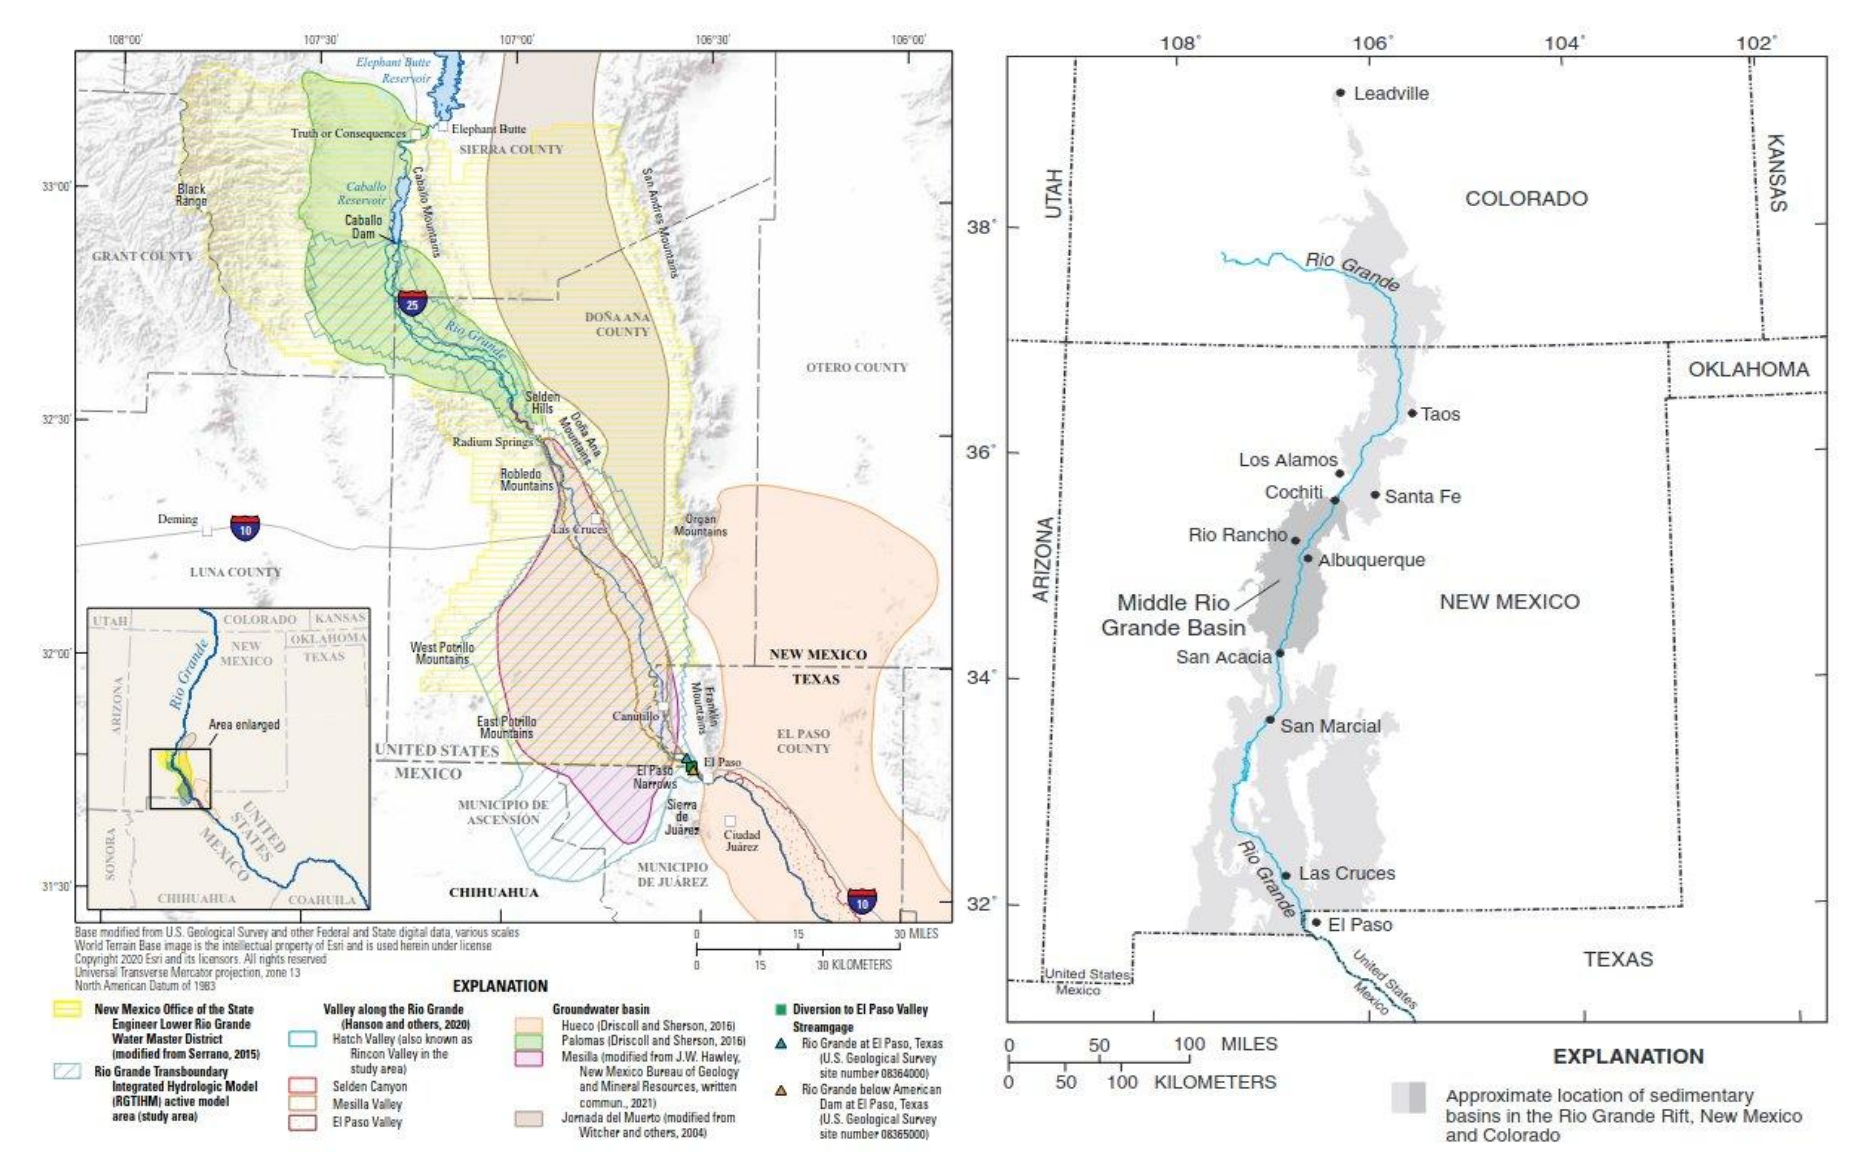 108°00'
107°30'
107°00'
106°30'
106°00'
Elephant Butte
Reservoir
Truth or Consequences
Elephant Butte
SIERRA COUNTY
33°00'
Black
Range
Caballo
Reservoir
Caballo
Dam
Caballo Mountains
San Andres Mountains
GRANT COUNTY
25
Rio Grande
DOÑA ANA
COUNTY
OTERO COUNTY
32°30'
Selden
Hills
Doña Ana
Mountains
Radium Springs
Robledo
Mountains
Deming
10
Las Cruces
Organ
Mountains
LUNA COUNTY
32°00'
West Potrillo
Mountains
NEW MEXICO
TEXAS
Franklin
Mountains
Canutillo
East Potrillo
Mountains
EL PASO
COUNTY
UNITED STATES
MEXICO
El Paso
El Paso
Narrows
MUNICIPIO DE
ASCENSIÓN
Sierra
de
Juárez
Ciudad
Juárez
MUNICIPIO
DE JUÁREZ
CHIHUAHUA
31°30'
10
UTAH
COLORADO
KANSAS
OKLAHOMA
NEW
MEXICO
TEXAS
Rio Grande
ARIZONA
Area enlarged
UNITED
STATES
MEXICO
SONORA
CHIHUAHUA
COAHUILA
Base modified from U.S. Geological Survey and other Federal and State digital data, various scales
World Terrain Base image is the intellectual property of Esri and is used herein under license
Copyright 2020 Esri and its licensors. All rights reserved
Universal Transverse Mercator projection, zone 13
North American Datum of 1983
0 15 30 MILES
0 15 30 KILOMETERS
EXPLANATION
New Mexico Office of the State
Engineer Lower Rio Grande
Water Master District
(modified from Serrano, 2015)
Rio Grande Transboundary
Integrated Hydrologic Model
(RGTIHM) active model
area (study area)
Valley along the Rio Grande
(Hanson and others, 2020)
Hatch Valley (also known as
Rincon Valley in the
study area)
Selden Canyon
Mesilla Valley
El Paso Valley
Groundwater basin
Hueco (Driscoll and Sherson, 2016)
Palomas (Driscoll and Sherson, 2016)
Mesilla (modified from J.W. Hawley,
New Mexico Bureau of Geology
and Mineral Resources, written
commun., 2021)
Jornada del Muerto (modified from
Witcher and others, 2004)
Diversion to El Paso Valley
Streamgage
Rio Grande at El Paso, Texas
(U.S. Geological Survey
site number 08364000)
Rio Grande below American
Dam at El Paso, Texas
(U.S. Geological Survey
site number 08365000)
108°
106°
104°
102°
Leadville
UTAH
COLORADO
KANSAS
38°
Rio Grande
OKLAHOMA
Taos
36°
Los Alamos
Cochiti
Santa Fe
Rio Rancho
Albuquerque
ARIZONA
Middle Rio
Grande Basin
NEW MEXICO
San Acacia
34°
San Marcial
Rio Grande
Las Cruces
32°
El Paso
TEXAS
United States
Mexico
United States
Mexico
0 50 100 MILES
0 50 100 KILOMETERS
EXPLANATION
Approximate location of sedimentary
basins in the Rio Grande Rift, New Mexico
and Colorado